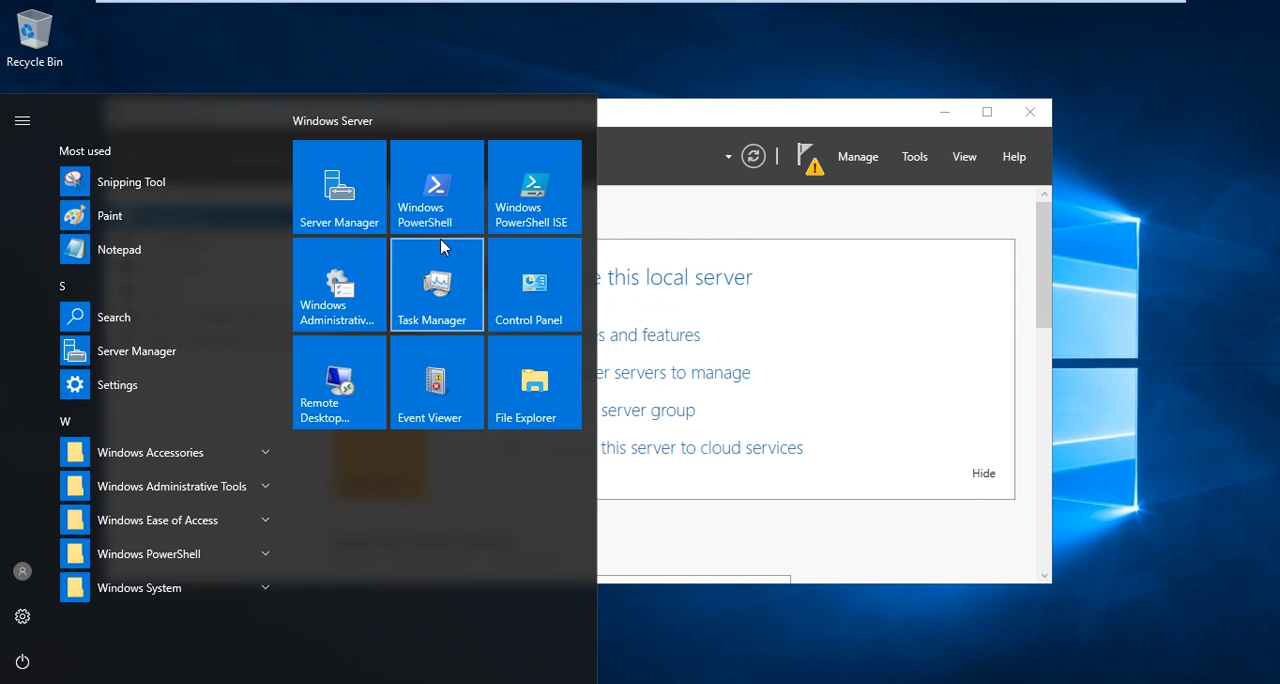 Recycle Bin
Windows Server
Most used
Snipping Tool
Paint
Notepad
S
Search
Server Manager
Settings
W
Windows Accessories
Windows Administrative Tools
Windows Ease of Access
Windows PowerShell
Windows System
Server Manager
Windows
PowerShell
Windows
PowerShell ISE
Windows
Administrativ...
Task Manager
Control Panel
Remote
Desktop...
Event Viewer
File Explorer
Manage
Tools
View
Help
this local server
and features
servers to manage
server group
this server to cloud services
Hide